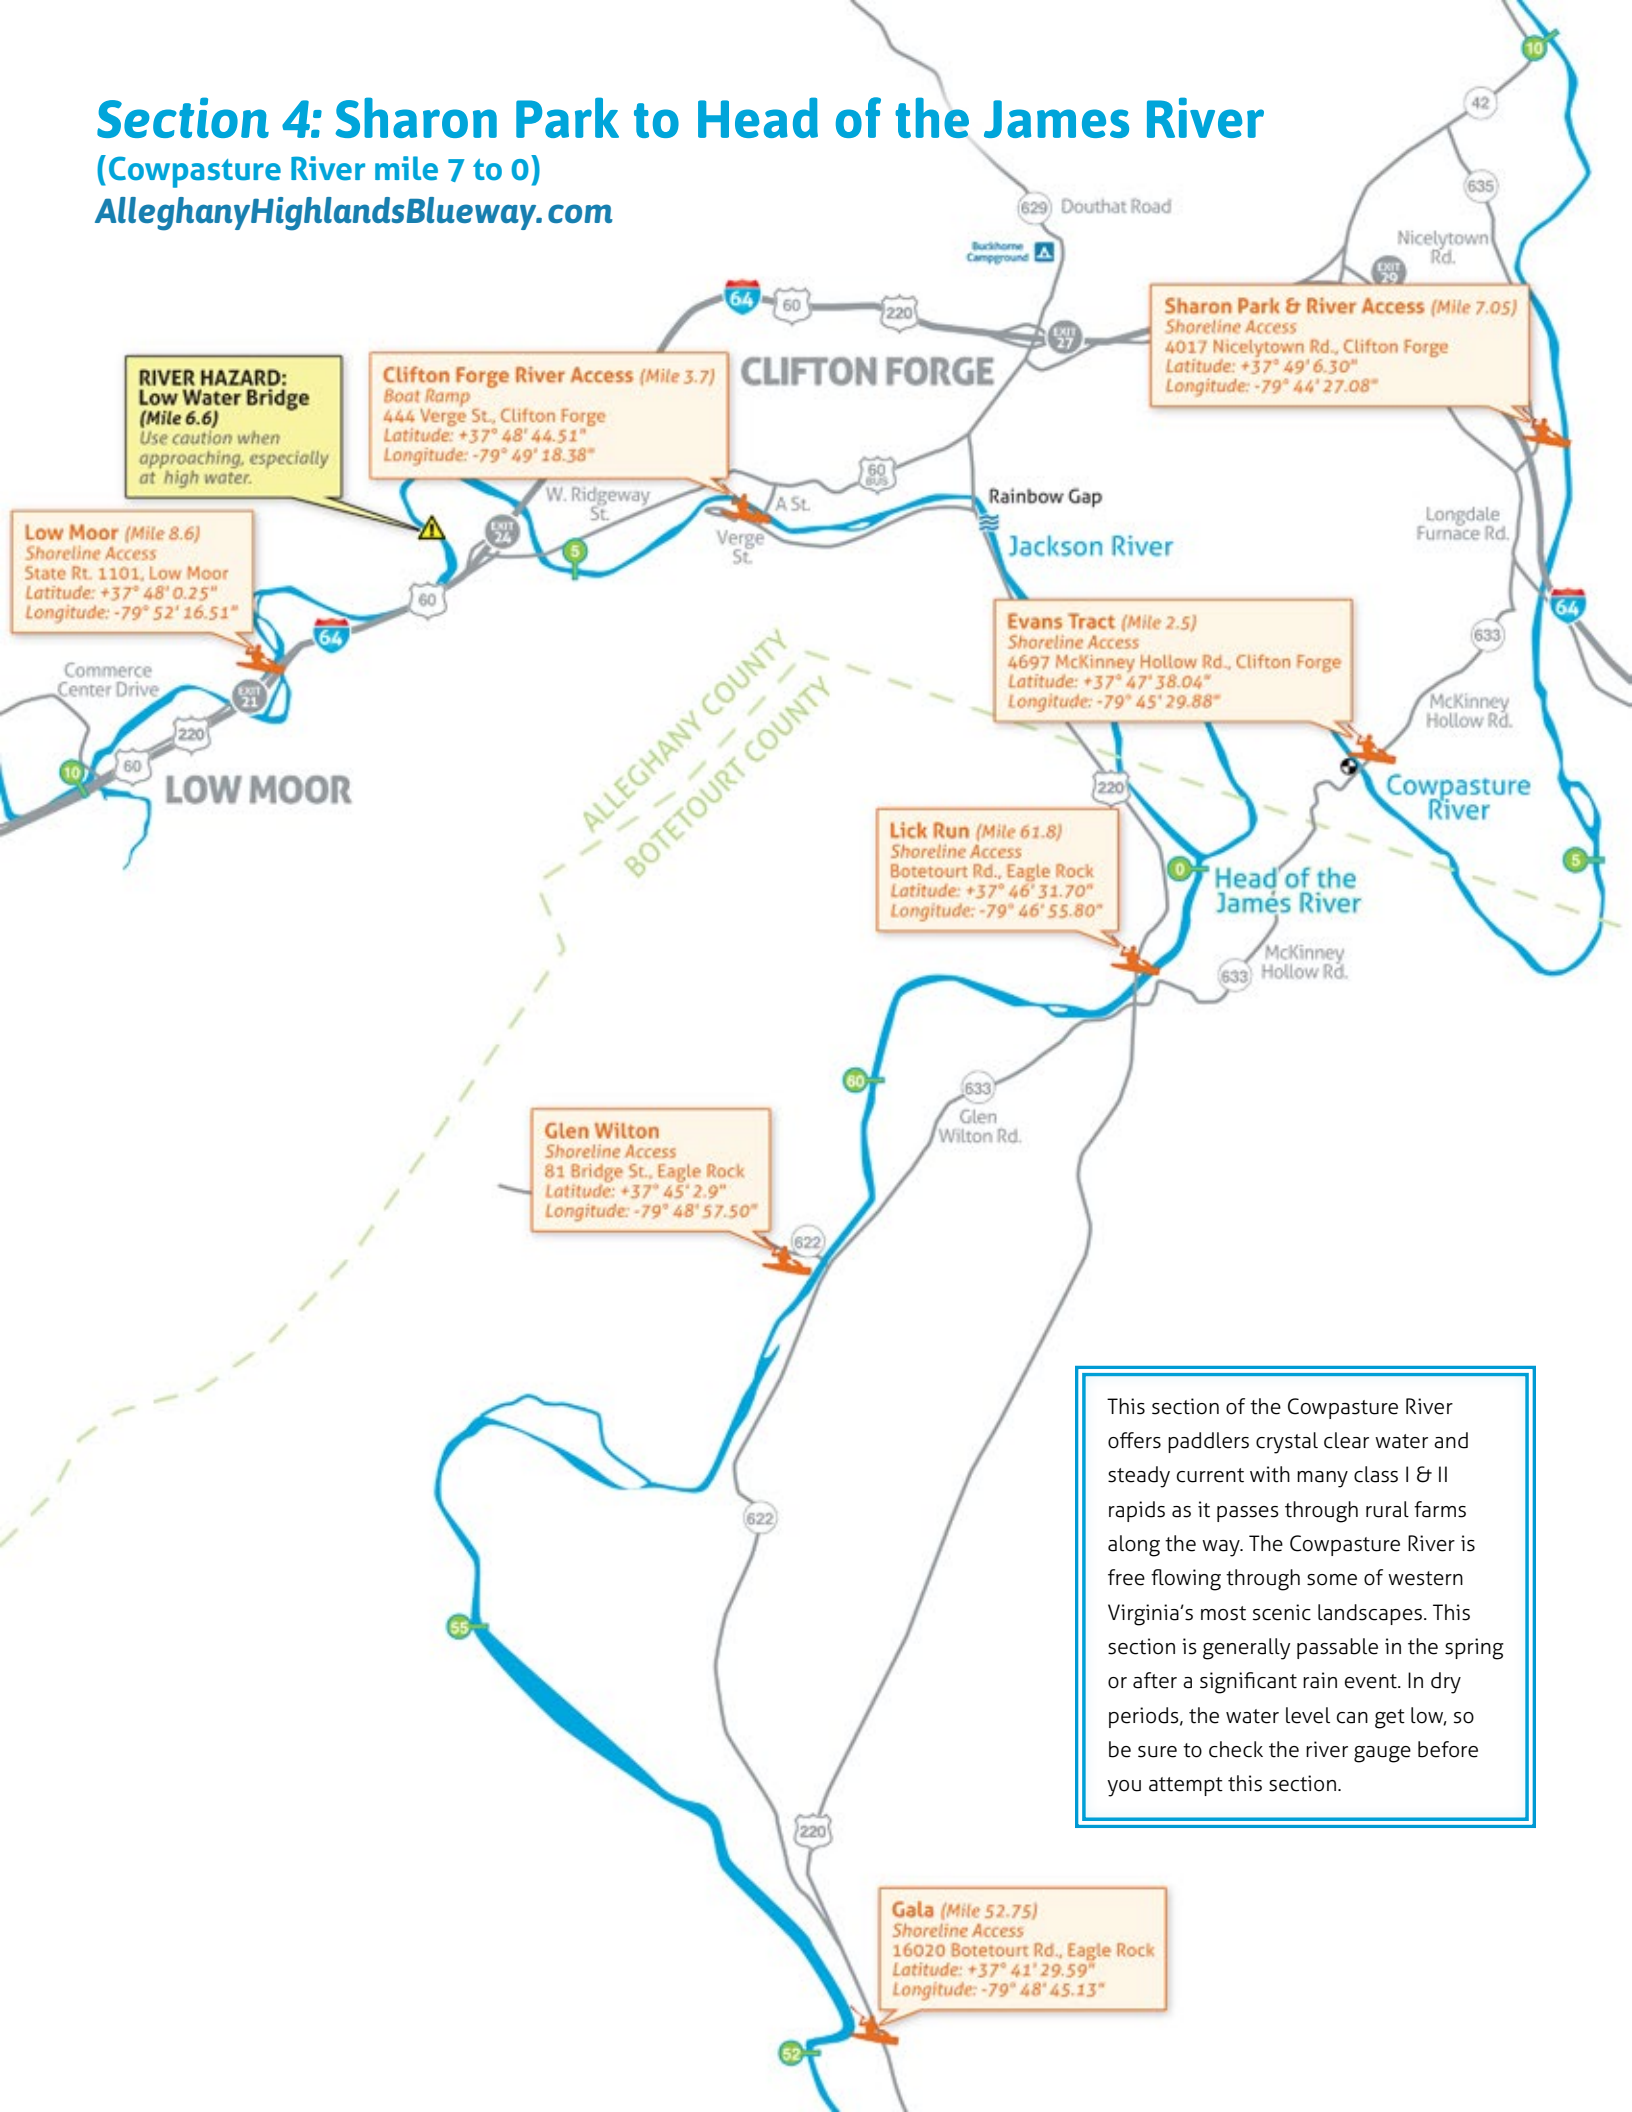 Section 4: Sharon Park to Head of the James River
(Cowpasture River mile 7 to 0)
AlleghanyHighlandsBlueway.com
10
42
635
629
Douthat Road
Buckhorne
Campground
Nicelytown
Rd.
EXIT
29
64
60
220
EXIT
27
CLIFTON FORGE
Sharon Park & River Access (Mile 7.05)
Shoreline Access
4017 Nicelytown Rd., Clifton Forge
Latitude: +37° 49' 6.30"
Longitude: -79° 44' 27.08"
RIVER HAZARD:
Low Water Bridge
(Mile 6.6)
Use caution when
approaching, especially
at high water.
Clifton Forge River Access (Mile 3.7)
Boat Ramp
444 Verge St., Clifton Forge
Latitude: +37° 48' 44.51"
Longitude: -79° 49' 18.38"
60
BUS
W. Ridgeway
St.
A St.
Verge
St.
EXIT
24
5
Rainbow Gap
Jackson River
Longdale
Furnace Rd.
Low Moor (Mile 8.6)
Shoreline Access
State Rt. 1101, Low Moor
Latitude: +37° 48' 0.25"
Longitude: -79° 52' 16.51"
60
64
64
633
Evans Tract (Mile 2.5)
Shoreline Access
4697 McKinney Hollow Rd., Clifton Forge
Latitude: +37° 47' 38.04"
Longitude: -79° 45' 29.88"
Commerce
Center Drive
EXIT
21
220
60
10
LOW MOOR
ALLEGHANY COUNTY
BOTETOURT COUNTY
McKinney
Hollow Rd.
Cowpasture
River
220
5
Lick Run (Mile 61.8)
Shoreline Access
Botetourt Rd., Eagle Rock
Latitude: +37° 46' 31.70"
Longitude: -79° 46' 55.80"
0
Head of the
James River
McKinney
Hollow Rd.
633
60
633
Glen
Wilton Rd.
Glen Wilton
Shoreline Access
81 Bridge St., Eagle Rock
Latitude: +37° 45' 2.9"
Longitude: -79° 48' 57.50"
622
622
55
This section of the Cowpasture River
offers paddlers crystal clear water and
steady current with many class I & II
rapids as it passes through rural farms
along the way. The Cowpasture River is
free flowing through some of western
Virginia's most scenic landscapes. This
section is generally passable in the spring
or after a significant rain event. In dry
periods, the water level can get low, so
be sure to check the river gauge before
you attempt this section.
220
Gala (Mile 52.75)
Shoreline Access
16020 Botetourt Rd., Eagle Rock
Latitude: +37° 41' 29.59"
Longitude: -79° 48' 45.13"
52